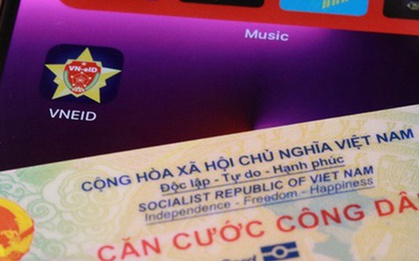 Music
VN-eID
VNEID
CỘNG HÒA XÃ HỘI CHỦ NGHĨA VIỆT NAM
Độc lập - Tự do - Hạnh phúc
SOCIALIST REPUBLIC OF VIET NAM
Independence - Freedom - Happiness
CĂN CƯỚC CÔNG DÂ